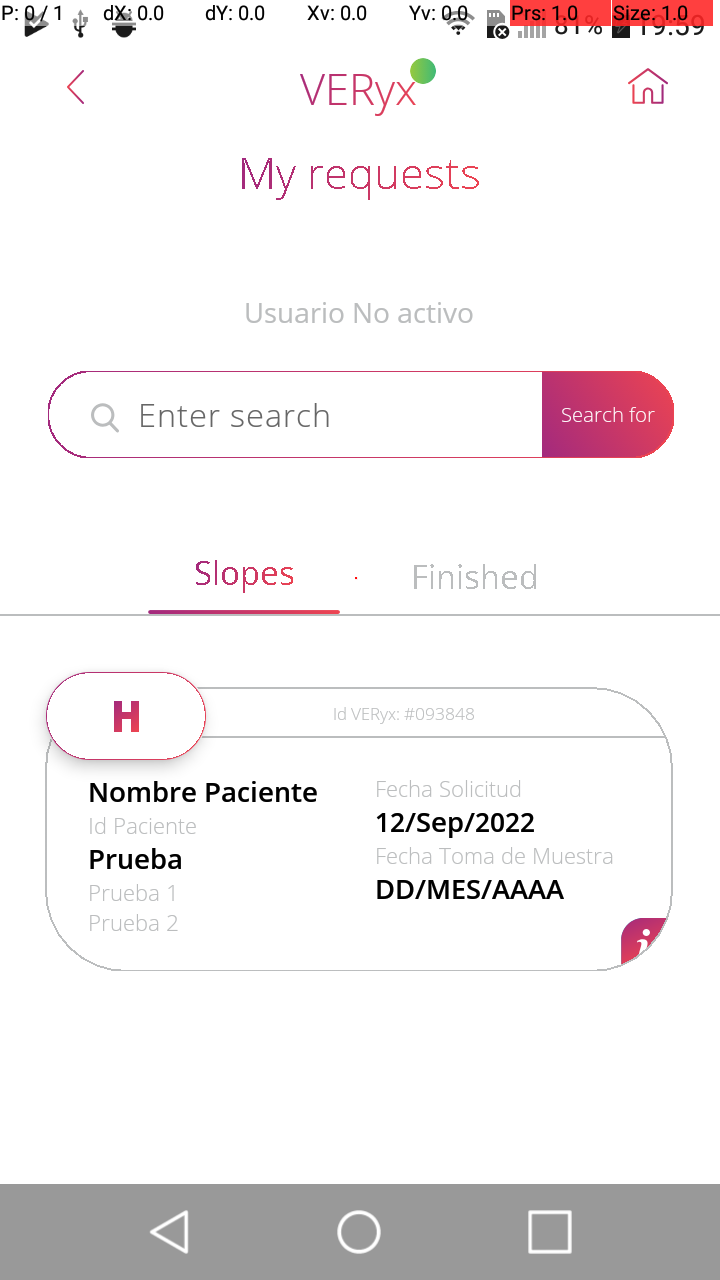 P: 0 / 1 dX: 0.0 dY: 0.0 Xv: 0.0 Yv: 0.0 Prs: 1.0 Size: 1.0
81% 19:59
VERyx
My requests
Usuario No activo
Enter search Search for
Slopes · Finished
H
Id VERyx: #093848
Nombre Paciente
Id Paciente
Prueba
Prueba 1
Prueba 2
Fecha Solicitud
12/Sep/2022
Fecha Toma de Muestra
DD/MES/AAAA
i